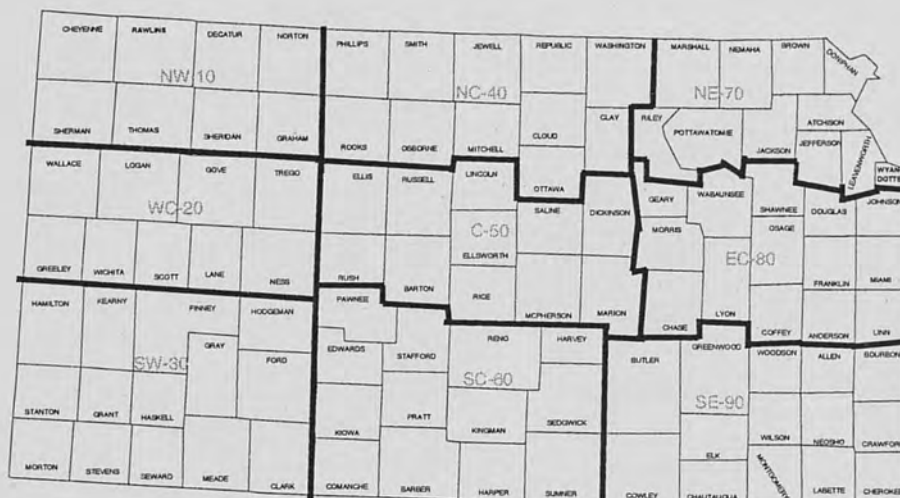 CHEYENNE RAWLINS DECATUR NORTON PHILLIPS SMITH JEWELL REPUBLIC WASHINGTON MARSHALL NEMAHA BROWN DONIPHAN
NW-10 NC-40 NE-70
SHERMAN THOMAS SHERIDAN GRAHAM ROOKS OSBORNE MITCHELL CLOUD CLAY RILEY POTTAWATOMIE JACKSON ATCHISON JEFFERSON LEAVENWORTH WYAN
DOTTE
WALLACE LOGAN GOVE TREGO ELLIS RUSSELL LINCOLN OTTAWA SALINE DICKINSON GEARY WABAUNSEE SHAWNEE DOUGLAS JOHNSON
WC-20 C-50 MORRIS OSAGE EC-80
GREELEY WICHITA SCOTT LANE NESS RUSH BARTON ELLSWORTH RICE MCPHERSON MARION CHASE LYON COFFEY FRANKLIN MIAMI ANDERSON LINN
HAMILTON KEARNY FINNEY HODGEMAN PAWNEE EDWARDS STAFFORD RENO HARVEY BUTLER GREENWOOD WOODSON ALLEN BOURBON
SW-30 GRAY FORD SC-60 SE-90
STANTON GRANT HASKELL KIOWA PRATT KINGMAN SEDGWICK ELK WILSON NEOSHO CRAWFOR
MORTON STEVENS SEWARD MEADE CLARK COMANCHE BARBER HARPER SUMNER COWLEY CHAUTAUQUA MONTGOMERY LABETTE CHEROKEE